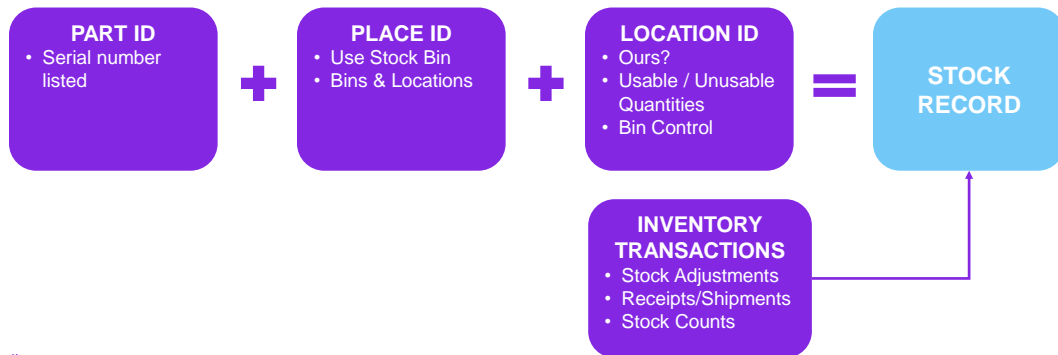 PART ID
• Serial number
listed
PLACE ID
• Use Stock Bin
• Bins & Locations
LOCATION ID
• Ours?
• Usable / Unusable
Quantities
• Bin Control
STOCK
RECORD
INVENTORY
TRANSACTIONS
• Stock Adjustments
• Receipts/Shipments
• Stock Counts